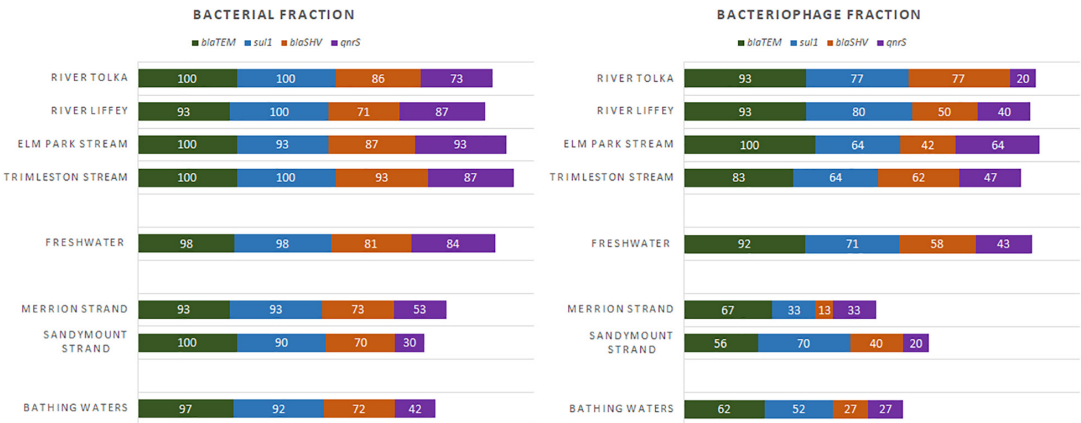 BACTERIAL FRACTION
blaTEM sul1 blaSHV qnrS
RIVER TOLKA 100 100 86 73
RIVER LIFFEY 93 100 71 87
ELM PARK STREAM 100 93 87 93
TRIMLESTON STREAM 100 100 93 87
FRESHWATER 98 98 81 84
MERRION STRAND 93 93 73 53
SANDYMOUNT
STRAND 100 90 70 30
BATHING WATERS 97 92 72 42
BACTERIOPHAGE FRACTION
blaTEM sul1 blaSHV qnrS
RIVER TOLKA 93 77 77 20
RIVER LIFFEY 93 80 50 40
ELM PARK STREAM 100 64 42 64
TRIMLESTON STREAM 83 64 62 47
FRESHWATER 92 71 58 43
MERRION STRAND 67 33 13 33
SANDYMOUNT
STRAND 56 70 40 20
BATHING WATERS 62 52 27 27